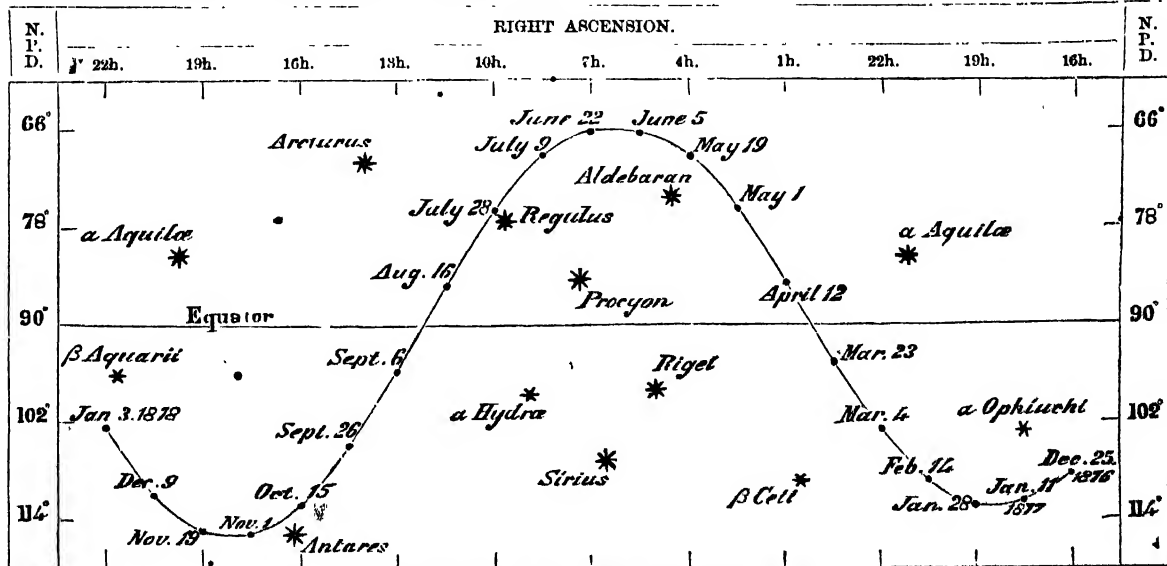 RIGHT ASCENSION.
N. P. D.
22h. 19h. 16h. 13h. 10h. 7h. 4h. 1h. 22h. 19h. 16h.
N. P. D.
66° June 22 June 5 66°
Arcturus July 9 May 19
Aldebaran
July 28 Regulus May 1
78° 78°
α Aquilæ α Aquilæ
Aug. 16
Procyon April 12
90° Equator 90°
β Aquarii Sept. 6 Mar. 23
Rigel
102° α Hydræ α Ophiuchi 102°
Jan 3. 1878 Mar. 4
Sept. 26
Sirius Feb. 14 Dec. 25. 1876
Dec. 9 β Ceti
Oct. 15 Jan. 28 Jan. 11 1877
114° 114°
Nov. 19 Nov. 1
Antares